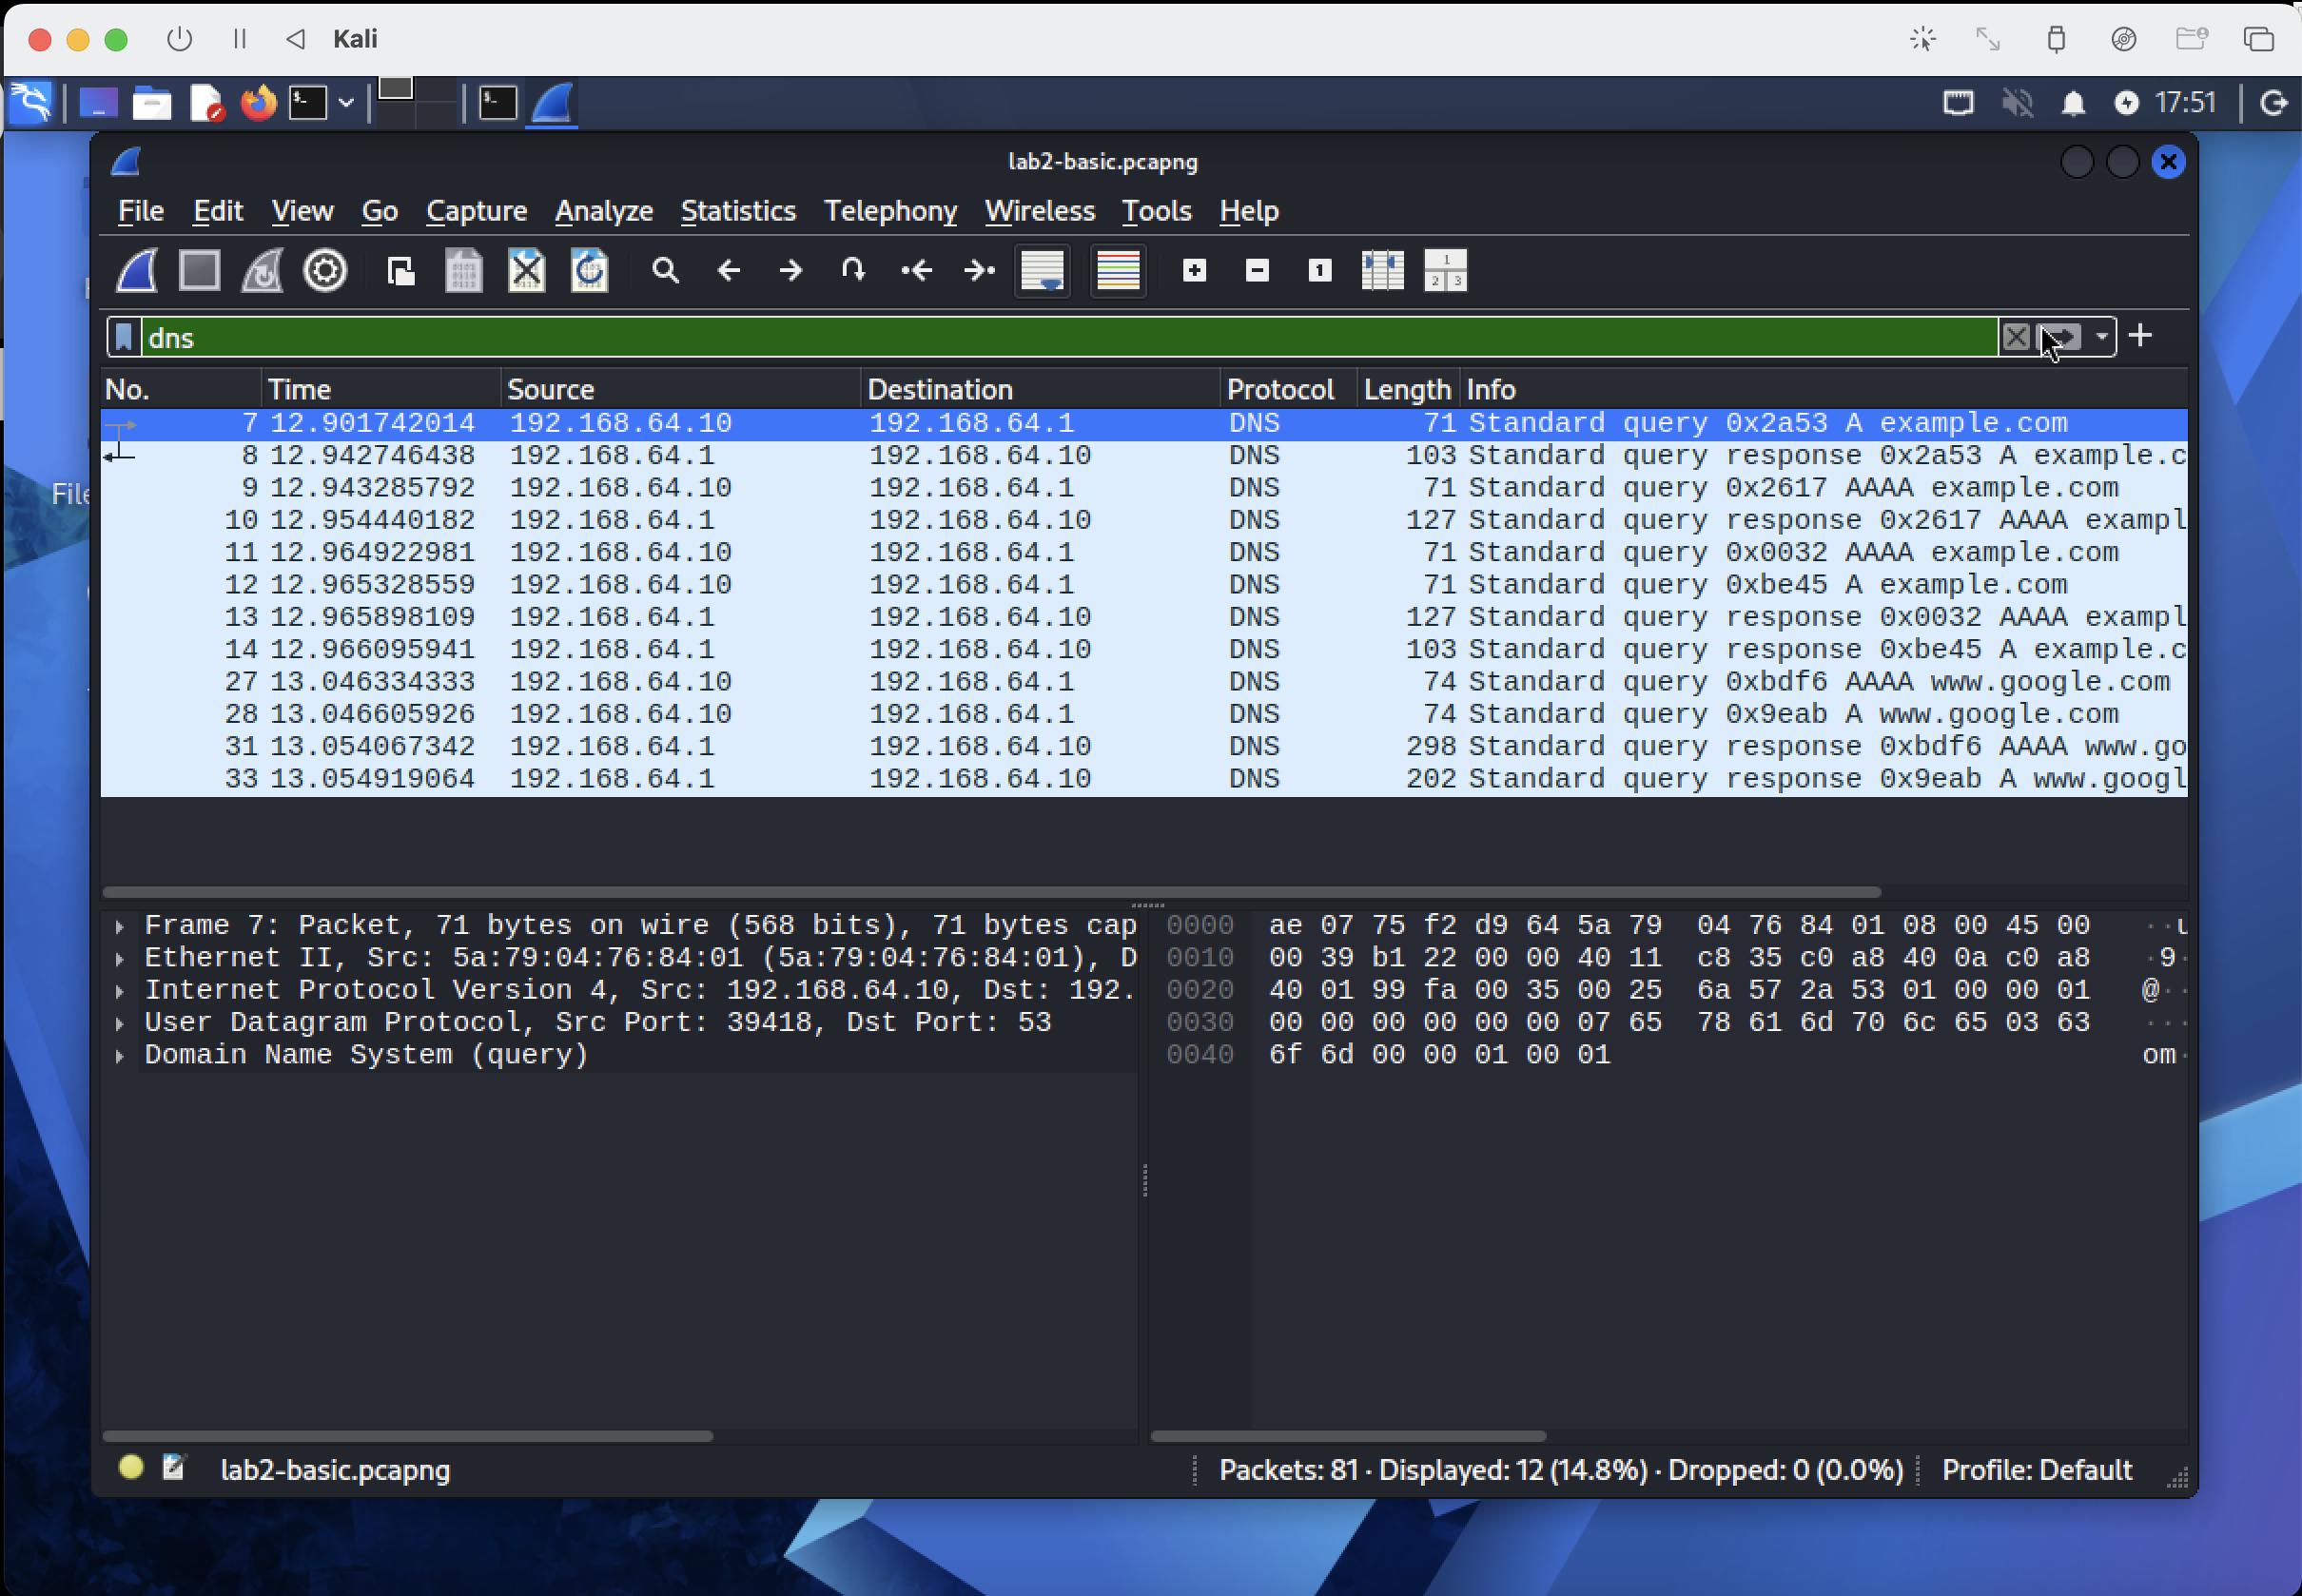 Kali
17:51
File
lab2-basic.pcapng
File Edit View Go Capture Analyze Statistics Telephony Wireless Tools Help
dns
No. Time Source Destination Protocol Length Info
7 12.901742014 192.168.64.10 192.168.64.1 DNS 71 Standard query 0x2a53 A example.com
8 12.942746438 192.168.64.1 192.168.64.10 DNS 103 Standard query response 0x2a53 A example.c
9 12.943285792 192.168.64.10 192.168.64.1 DNS 71 Standard query 0x2617 AAAA example.com
10 12.954440182 192.168.64.1 192.168.64.10 DNS 127 Standard query response 0x2617 AAAA exampl
11 12.964922981 192.168.64.10 192.168.64.1 DNS 71 Standard query 0x0032 AAAA example.com
12 12.965328559 192.168.64.10 192.168.64.1 DNS 71 Standard query 0xbe45 A example.com
13 12.965898109 192.168.64.1 192.168.64.10 DNS 127 Standard query response 0x0032 AAAA exampl
14 12.966095941 192.168.64.1 192.168.64.10 DNS 103 Standard query response 0xbe45 A example.c
27 13.046334333 192.168.64.10 192.168.64.1 DNS 74 Standard query 0xbdf6 AAAA www.google.com
28 13.046605926 192.168.64.10 192.168.64.1 DNS 74 Standard query 0x9eab A www.google.com
31 13.054067342 192.168.64.1 192.168.64.10 DNS 298 Standard query response 0xbdf6 AAAA www.go
33 13.054919064 192.168.64.1 192.168.64.10 DNS 202 Standard query response 0x9eab A www.googl
Frame 7: Packet, 71 bytes on wire (568 bits), 71 bytes cap
Ethernet II, Src: 5a:79:04:76:84:01 (5a:79:04:76:84:01), D
Internet Protocol Version 4, Src: 192.168.64.10, Dst: 192.
User Datagram Protocol, Src Port: 39418, Dst Port: 53
Domain Name System (query)
0000 ae 07 75 f2 d9 64 5a 79 04 76 84 01 08 00 45 00 ··u
0010 00 39 b1 22 00 00 40 11 c8 35 c0 a8 40 0a c0 a8 ·9·
0020 40 01 99 fa 00 35 00 25 6a 57 2a 53 01 00 00 01 @··
0030 00 00 00 00 00 00 07 65 78 61 6d 70 6c 65 03 63 ···
0040 6f 6d 00 00 01 00 01 om·
lab2-basic.pcapng
Packets: 81 · Displayed: 12 (14.8%) · Dropped: 0 (0.0%)
Profile: Default